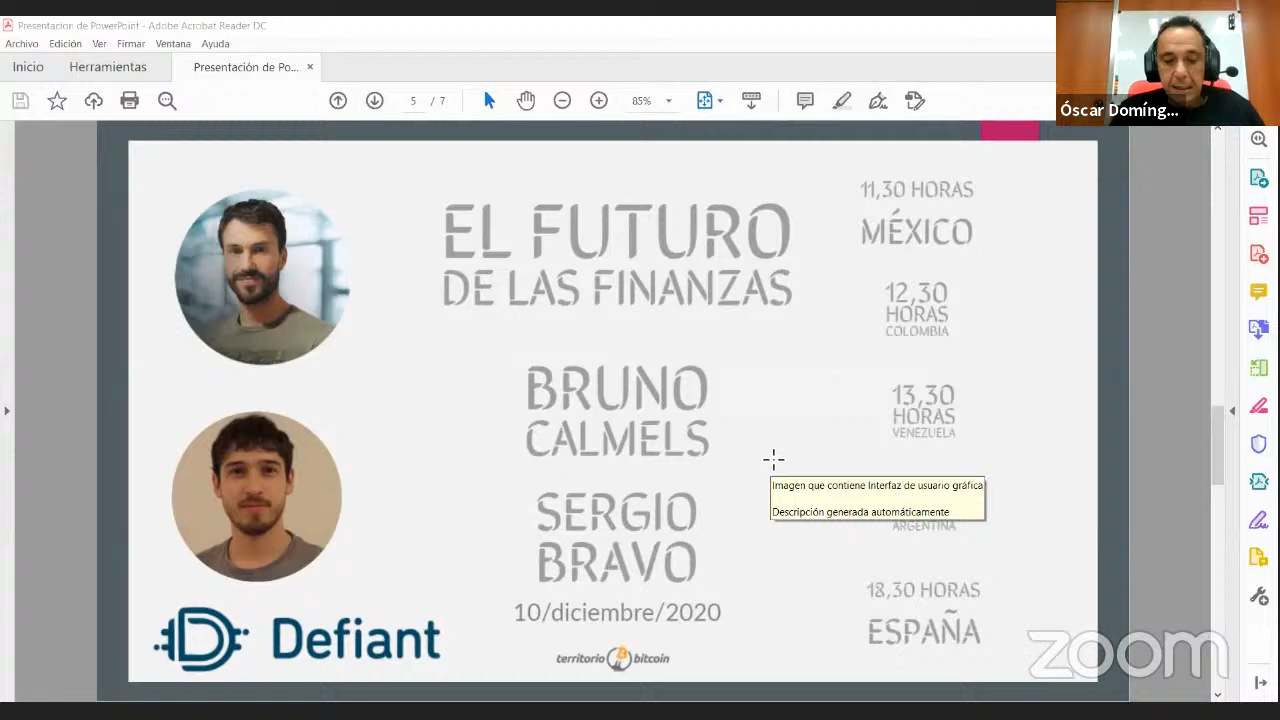 Presentacion de PowerPoint - Adobe Acrobat Reader DC
Archivo Edición Ver Firmar Ventana Ayuda
Inicio Herramientas Presentación de Po... ×
5 / 7 85%
Óscar Domíng...
EL FUTURO
DE LAS FINANZAS
BRUNO
CALMELS
SERGIO
BRAVO
10/diciembre/2020
territorio bitcoin
Defiant
11,30 HORAS
MÉXICO
12,30
HORAS
COLOMBIA
13,30
HORAS
VENEZUELA
Imagen que contiene Interfaz de usuario gráfica
Descripción generada automáticamente
ARGENTINA
18,30 HORAS
ESPAÑA
zoom